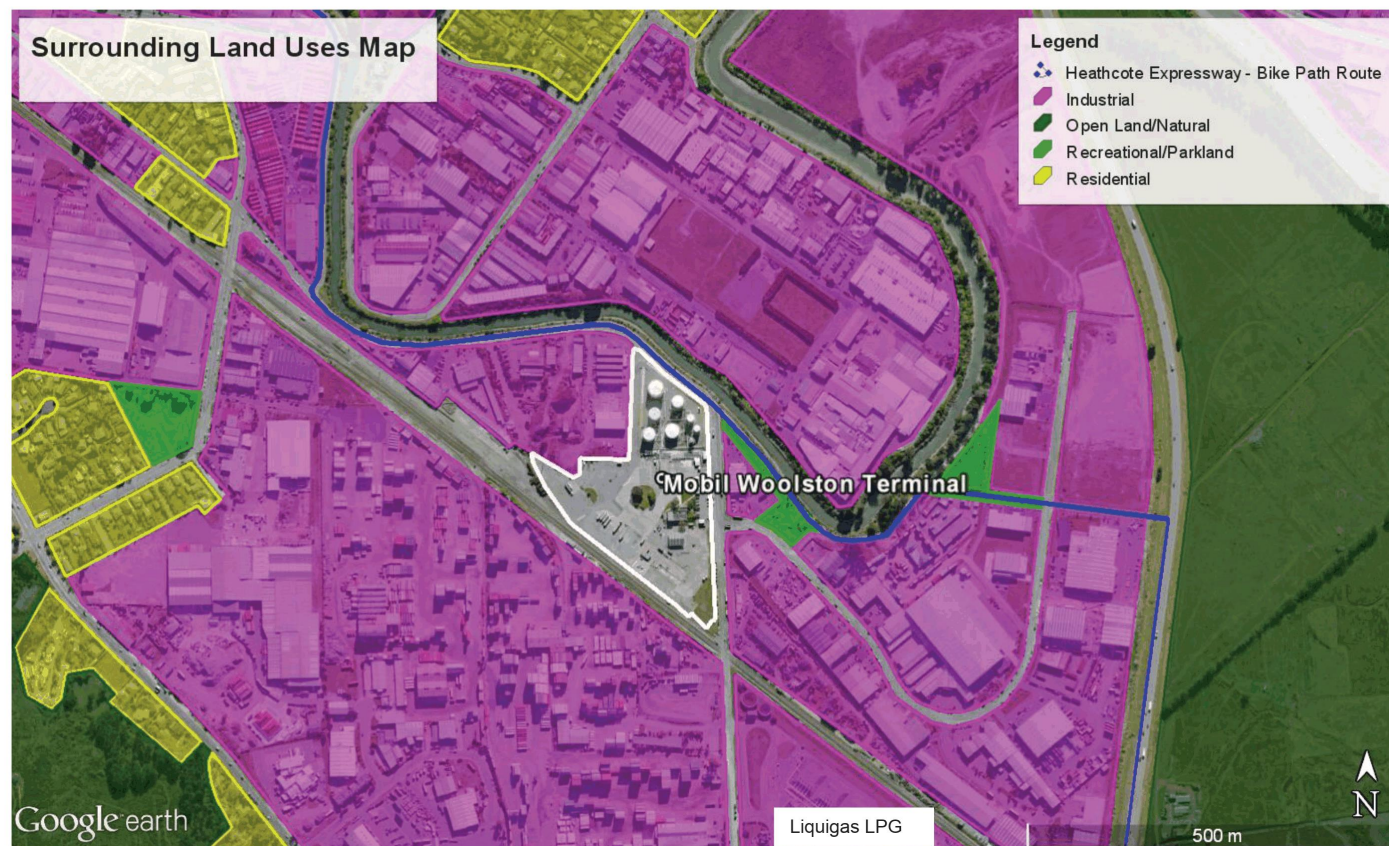 Surrounding Land Uses Map
Legend
Heathcote Expressway - Bike Path Route
Industrial
Open Land/Natural
Recreational/Parkland
Residential
Mobil Woolston Terminal
Google earth
Liquigas LPG
N
500 m